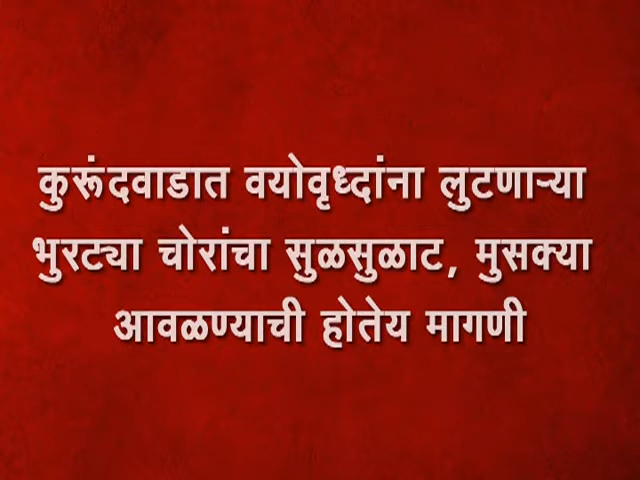 कुरूंदवाडात वयोवृध्दांना लुटणाऱ्या
भुरट्या चोरांचा सुळसुळाट, मुसक्या
आवळण्याची होतेय मागणी